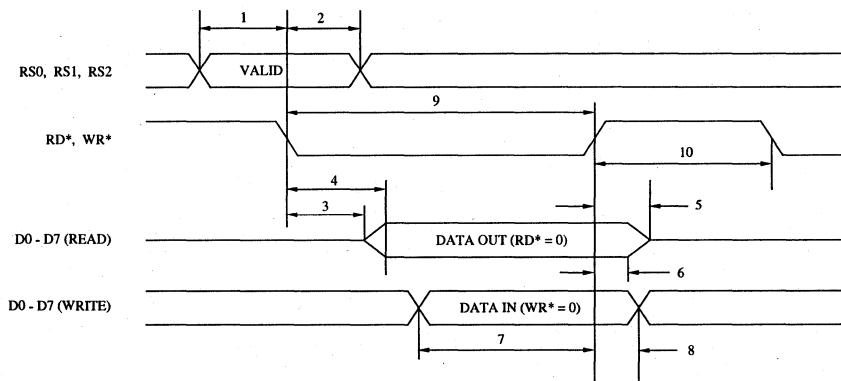 1 2
RS0, RS1, RS2 VALID
9
RD*, WR*
10
4
3 5
D0 - D7 (READ) DATA OUT (RD* = 0)
6
D0 - D7 (WRITE) DATA IN (WR* = 0)
7 8